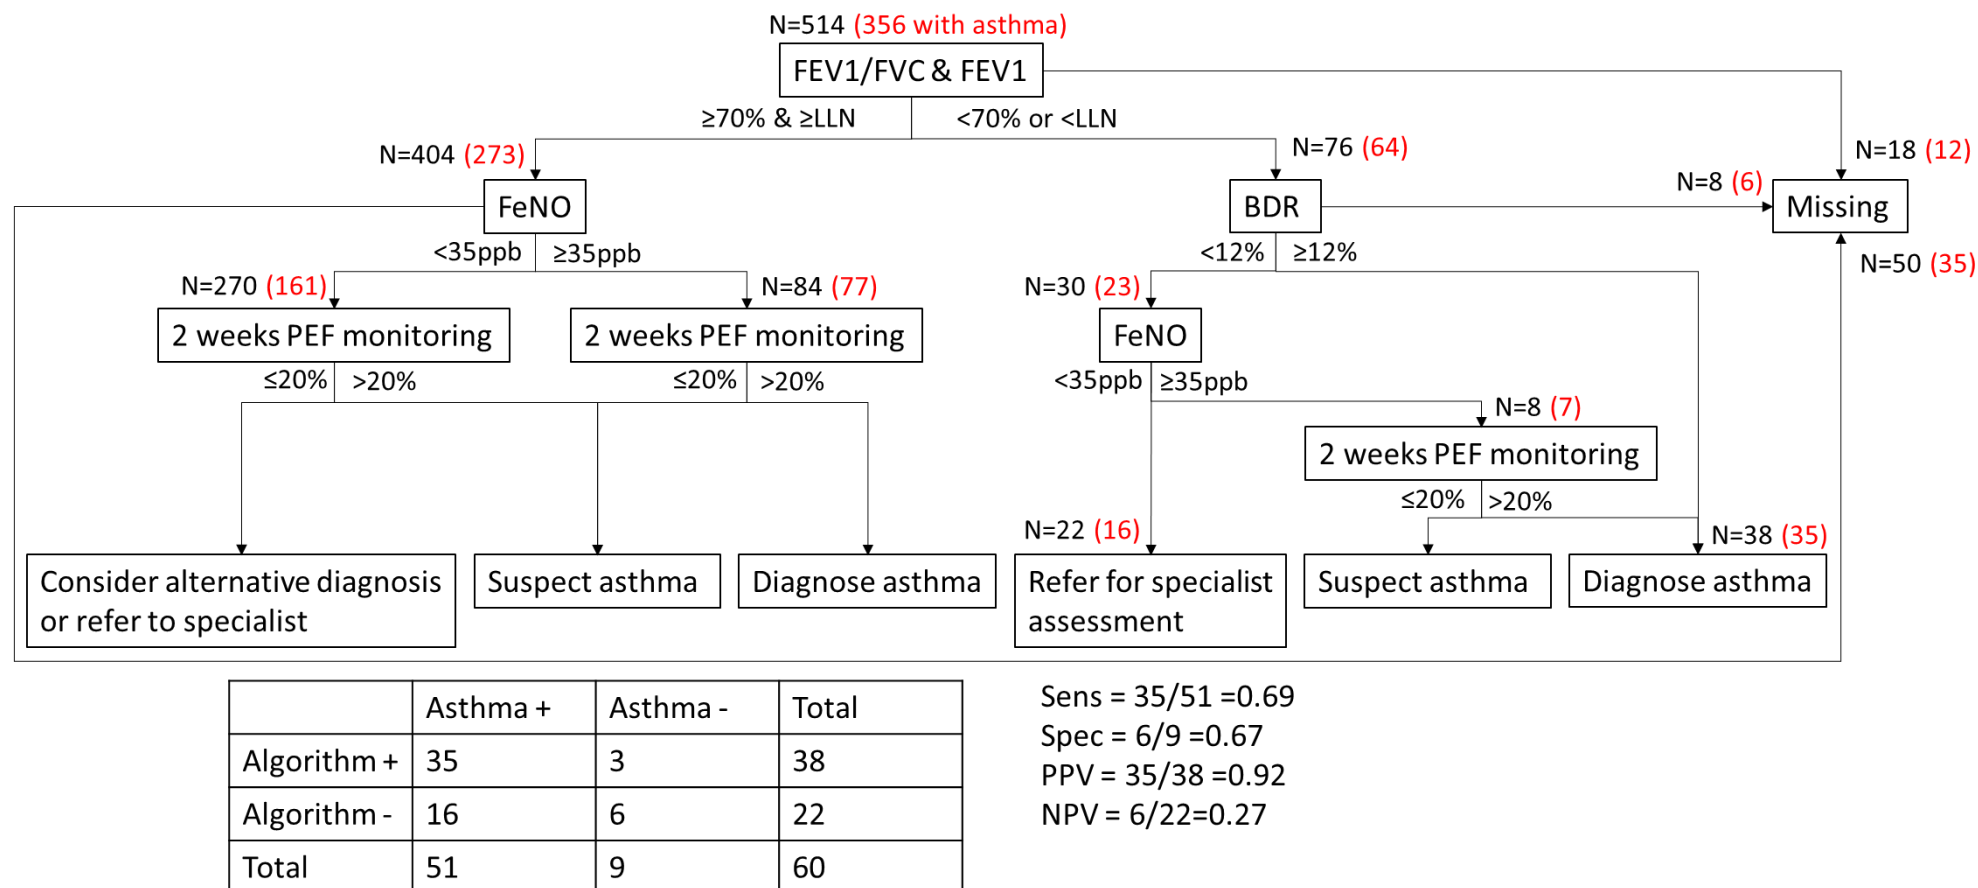 N=514 (356 with asthma)
FEV1/FVC & FEV1
≥70% & ≥LLN
<70% or <LLN
N=404 (273)
N=76 (64)
N=18 (12)
FeNO
BDR
N=8 (6)
Missing
<35ppb
≥35ppb
<12%
≥12%
N=50 (35)
N=270 (161)
N=84 (77)
N=30 (23)
2 weeks PEF monitoring
2 weeks PEF monitoring
FeNO
≤20%
>20%
≤20%
>20%
<35ppb
≥35ppb
N=8 (7)
2 weeks PEF monitoring
≤20%
>20%
N=22 (16)
N=38 (35)
Consider alternative diagnosis
or refer to specialist
Suspect asthma
Diagnose asthma
Refer for specialist
assessment
Suspect asthma
Diagnose asthma
Asthma + Asthma - Total
Algorithm + 35 3 38
Algorithm - 16 6 22
Total 51 9 60
Sens = 35/51 =0.69
Spec = 6/9 =0.67
PPV = 35/38 =0.92
NPV = 6/22=0.27